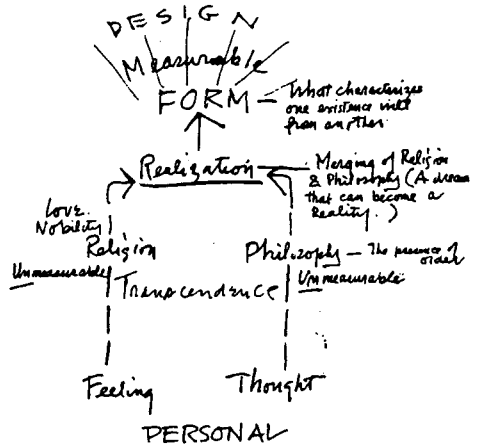 DESIGN
Measurable
FORM — What characterizes
one existence will
from another.
Realization — Merging of Religion
& Philosophy (A dream
that can become a
Reality.)
Love.
Nobility
Religion
Unmeasurable
Philosophy — The presence of
order
Unmeasurable
Transcendence
Feeling
Thought
PERSONAL